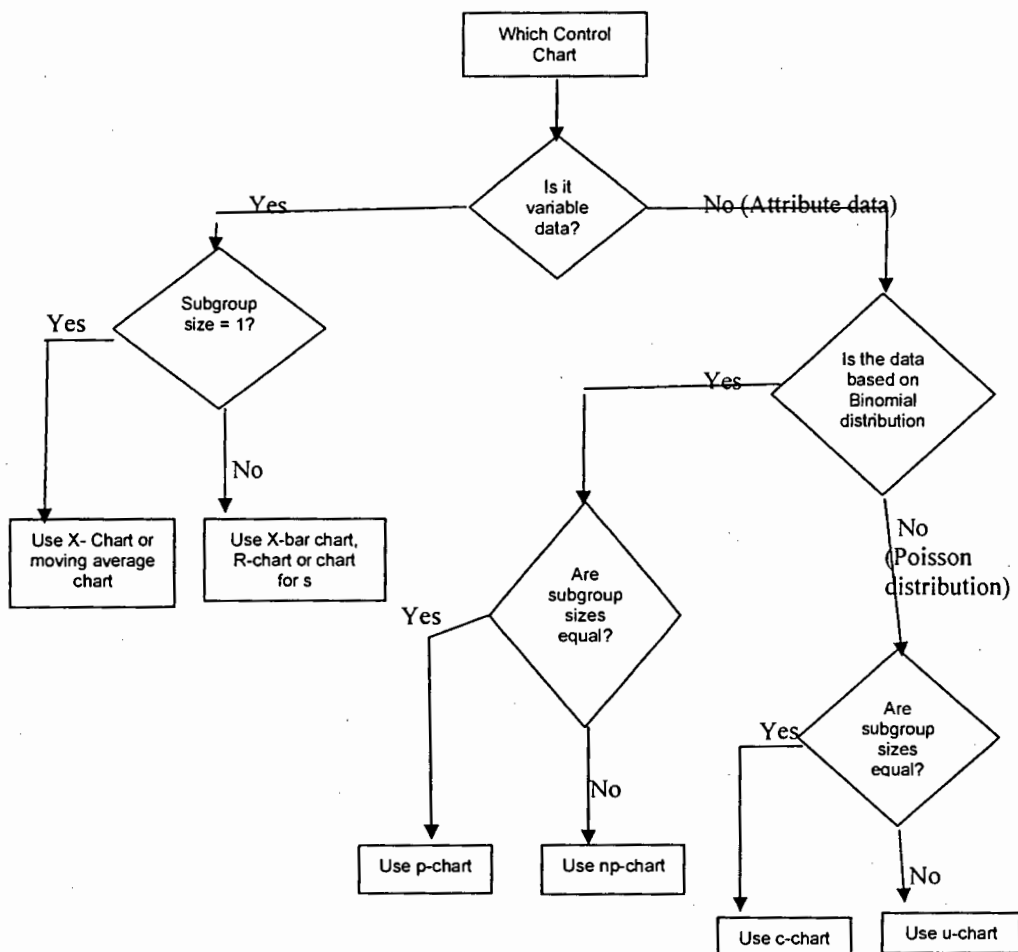 Which Control
Chart
Is it
variable
data?
Yes
No (Attribute data)
Subgroup
size = 1?
Yes
No
Use X- Chart or
moving average
chart
Use X-bar chart,
R-chart or chart
for s
Is the data
based on
Binomial
distribution
Yes
No
(Poisson
distribution)
Are
subgroup
sizes
equal?
Yes
No
Use p-chart
Use np-chart
Are
subgroup
sizes
equal?
Yes
No
Use c-chart
Use u-chart